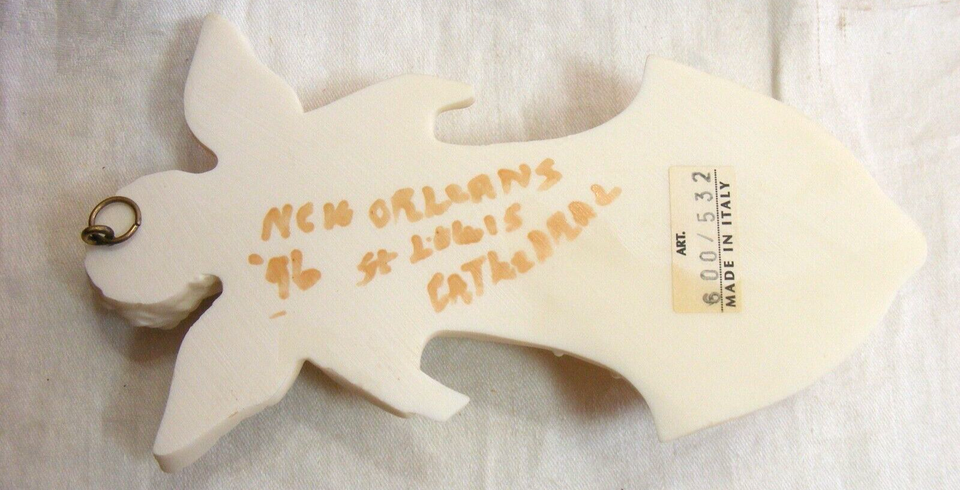 NEW ORLEANS
'96 St LOUIS
CATHEDRAL
ART.
600/532
MADE IN ITALY